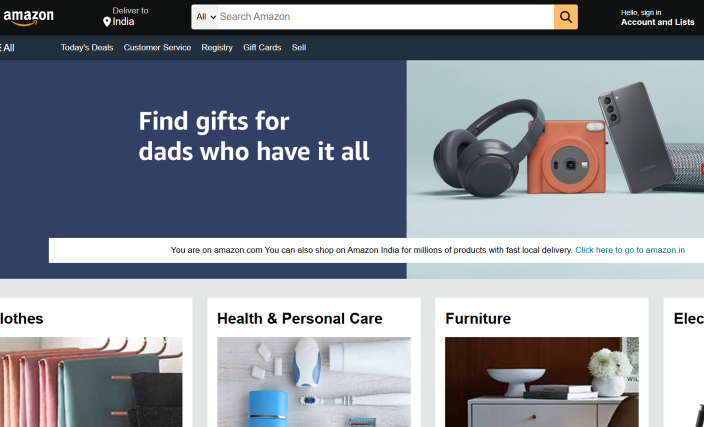 amazon
Deliver to
India
All
Search Amazon
Hello, sign in
Account and Lists
All
Today's Deals
Customer Service
Registry
Gift Cards
Sell
Find gifts for
dads who have it all
You are on amazon.com You can also shop on Amazon India for millions of products with fast local delivery. Click here to go to amazon.in
lothes
Health & Personal Care
Furniture
Elec